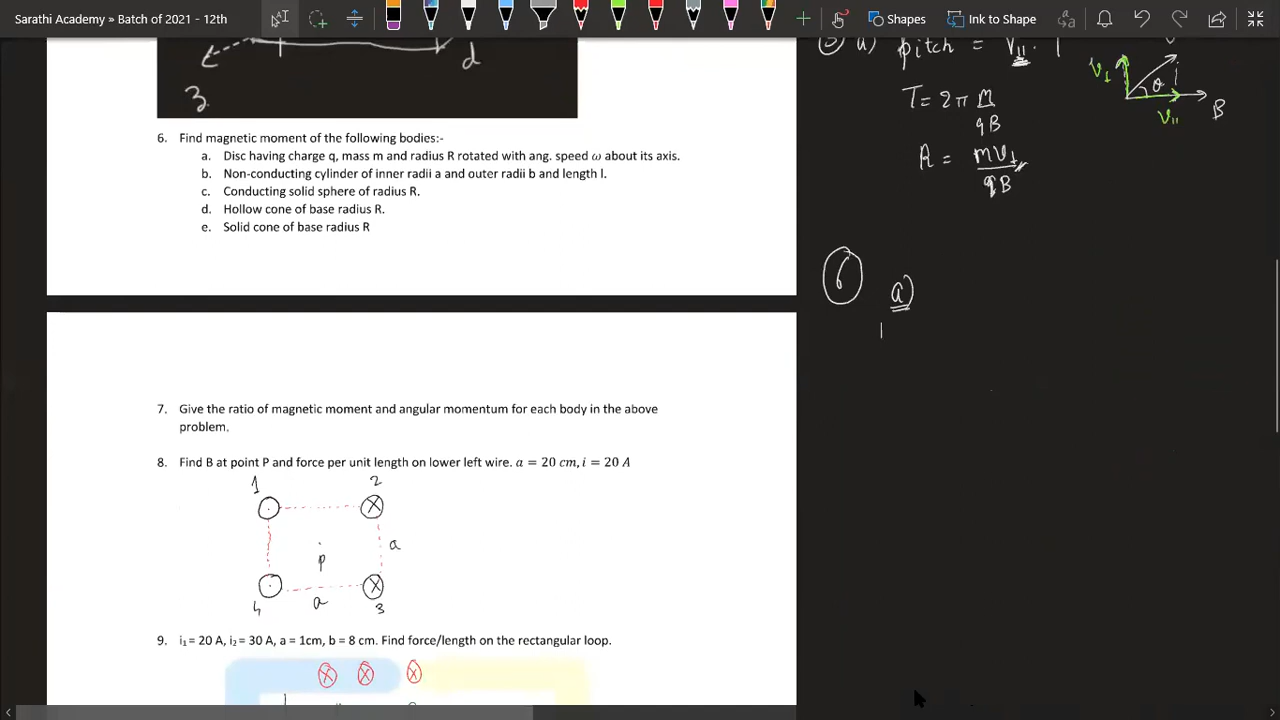 Sarathi Academy » Batch of 2021 - 12th
Shapes
Ink to Shape
d
3.
6. Find magnetic moment of the following bodies:-
a. Disc having charge q, mass m and radius R rotated with ang. speed ω about its axis.
b. Non-conducting cylinder of inner radii a and outer radii b and length l.
c. Conducting solid sphere of radius R.
d. Hollow cone of base radius R.
e. Solid cone of base radius R
7. Give the ratio of magnetic moment and angular momentum for each body in the above
problem.
8. Find B at point P and force per unit length on lower left wire. a = 20 cm, i = 20 A
1
2
a
p
a
4
3
9. i₁ = 20 A, i₂ = 30 A, a = 1cm, b = 8 cm. Find force/length on the rectangular loop.
a) pitch = V∥ .
T = 2π m
qB
R = mV⊥
qB
V⊥
θ
B
V∥
6
a)